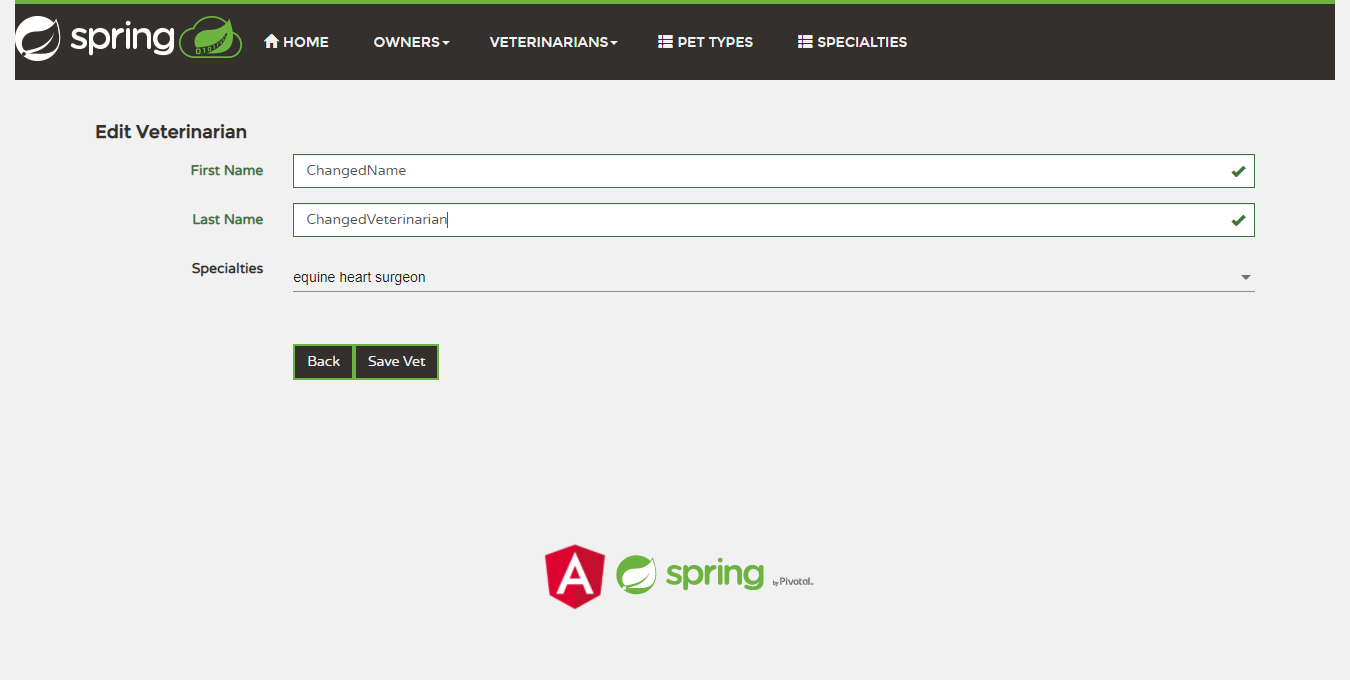 spring HOME OWNERS VETERINARIANS PET TYPES SPECIALTIES
Edit Veterinarian
First Name ChangedName
Last Name ChangedVeterinarian
Specialties equine heart surgeon
Back Save Vet
A spring by Pivotal.